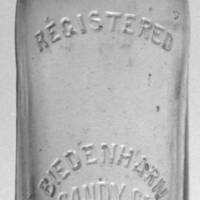 REGISTERED
BIEDENHARN
CANDY CO